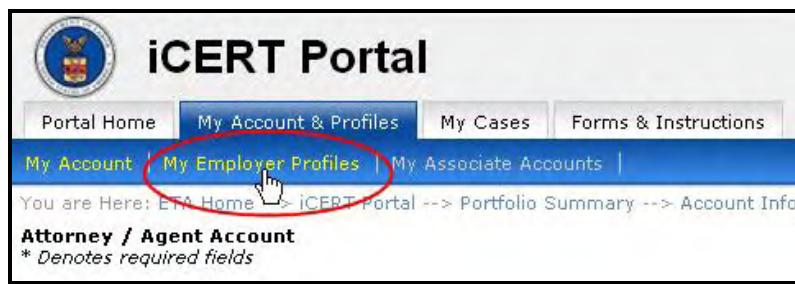 iCERT Portal
Portal Home My Account & Profiles My Cases Forms & Instructions
My Account | My Employer Profiles | My Associate Accounts |
You are Here: ETA Home --> iCERT Portal --> Portfolio Summary --> Account Info
Attorney / Agent Account
* Denotes required fields